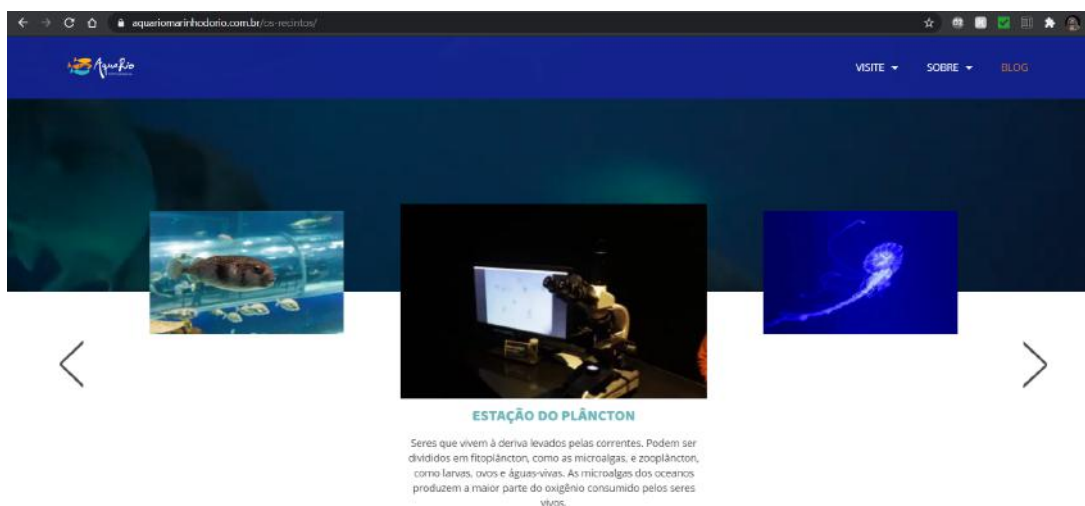 aquariomarinhodorio.com.br/os-recintos/
AquaRio
VISITE
SOBRE
BLOG
ESTAÇÃO DO PLÂNCTON
Seres que vivem à deriva levados pelas correntes. Podem ser
divididos em fitoplâncton, como as microalgas, e zooplâncton,
como larvas, ovos e águas-vivas. As microalgas dos oceanos
produzem a maior parte do oxigênio consumido pelos seres
vivos.